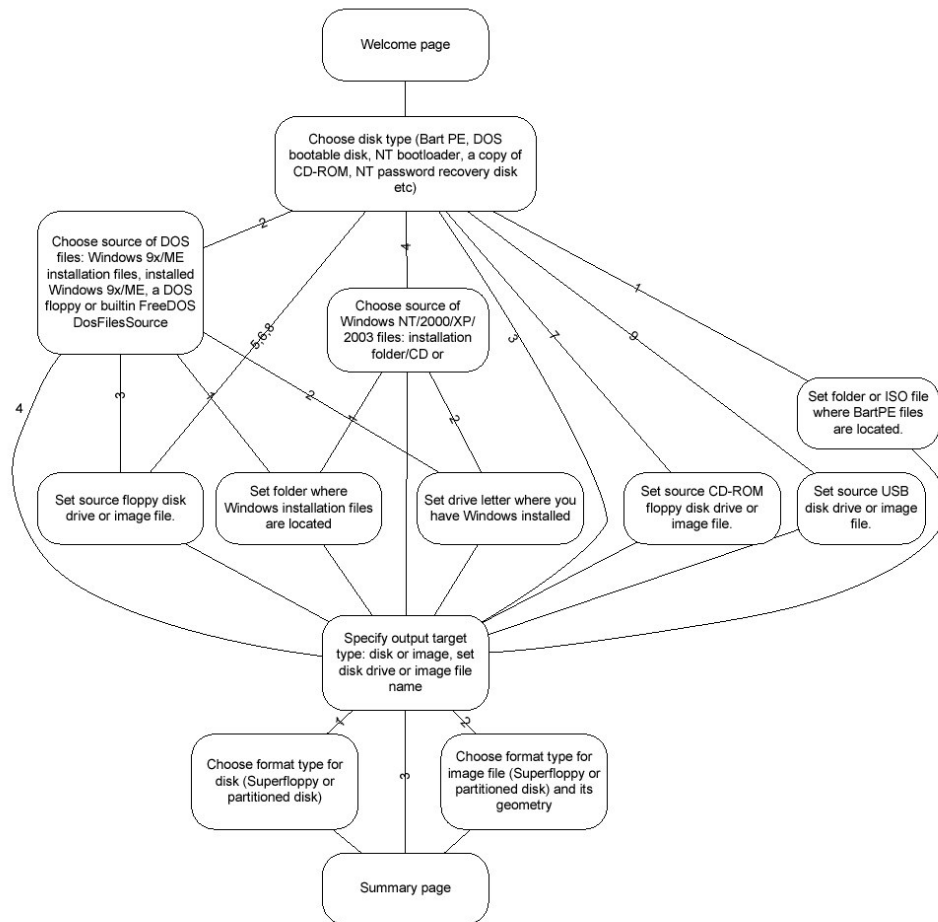 Welcome page
Choose disk type (Bart PE, DOS
bootable disk, NT bootloader, a copy of
CD-ROM, NT password recovery disk
etc)
2
5,6,8
4
3
7
9
1
Choose source of DOS
files: Windows 9x/ME
installation files, installed
Windows 9x/ME, a DOS
floppy or builtin FreeDOS
DosFilesSource
Choose source of
Windows NT/2000/XP/
2003 files: installation
folder/CD or
4
3
1
2
1
2
Set folder or ISO file
where BartPE files
are located.
Set source floppy disk
drive or image file.
Set folder where
Windows installation files
are located
Set drive letter where you
have Windows installed
Set source CD-ROM
floppy disk drive or
image file.
Set source USB
disk drive or image
file.
Specify output target
type: disk or image, set
disk drive or image file
name
1
3
2
Choose format type for
disk (Superfloppy or
partitioned disk)
Choose format type for
image file (Superfloppy or
partitioned disk) and its
geometry
Summary page